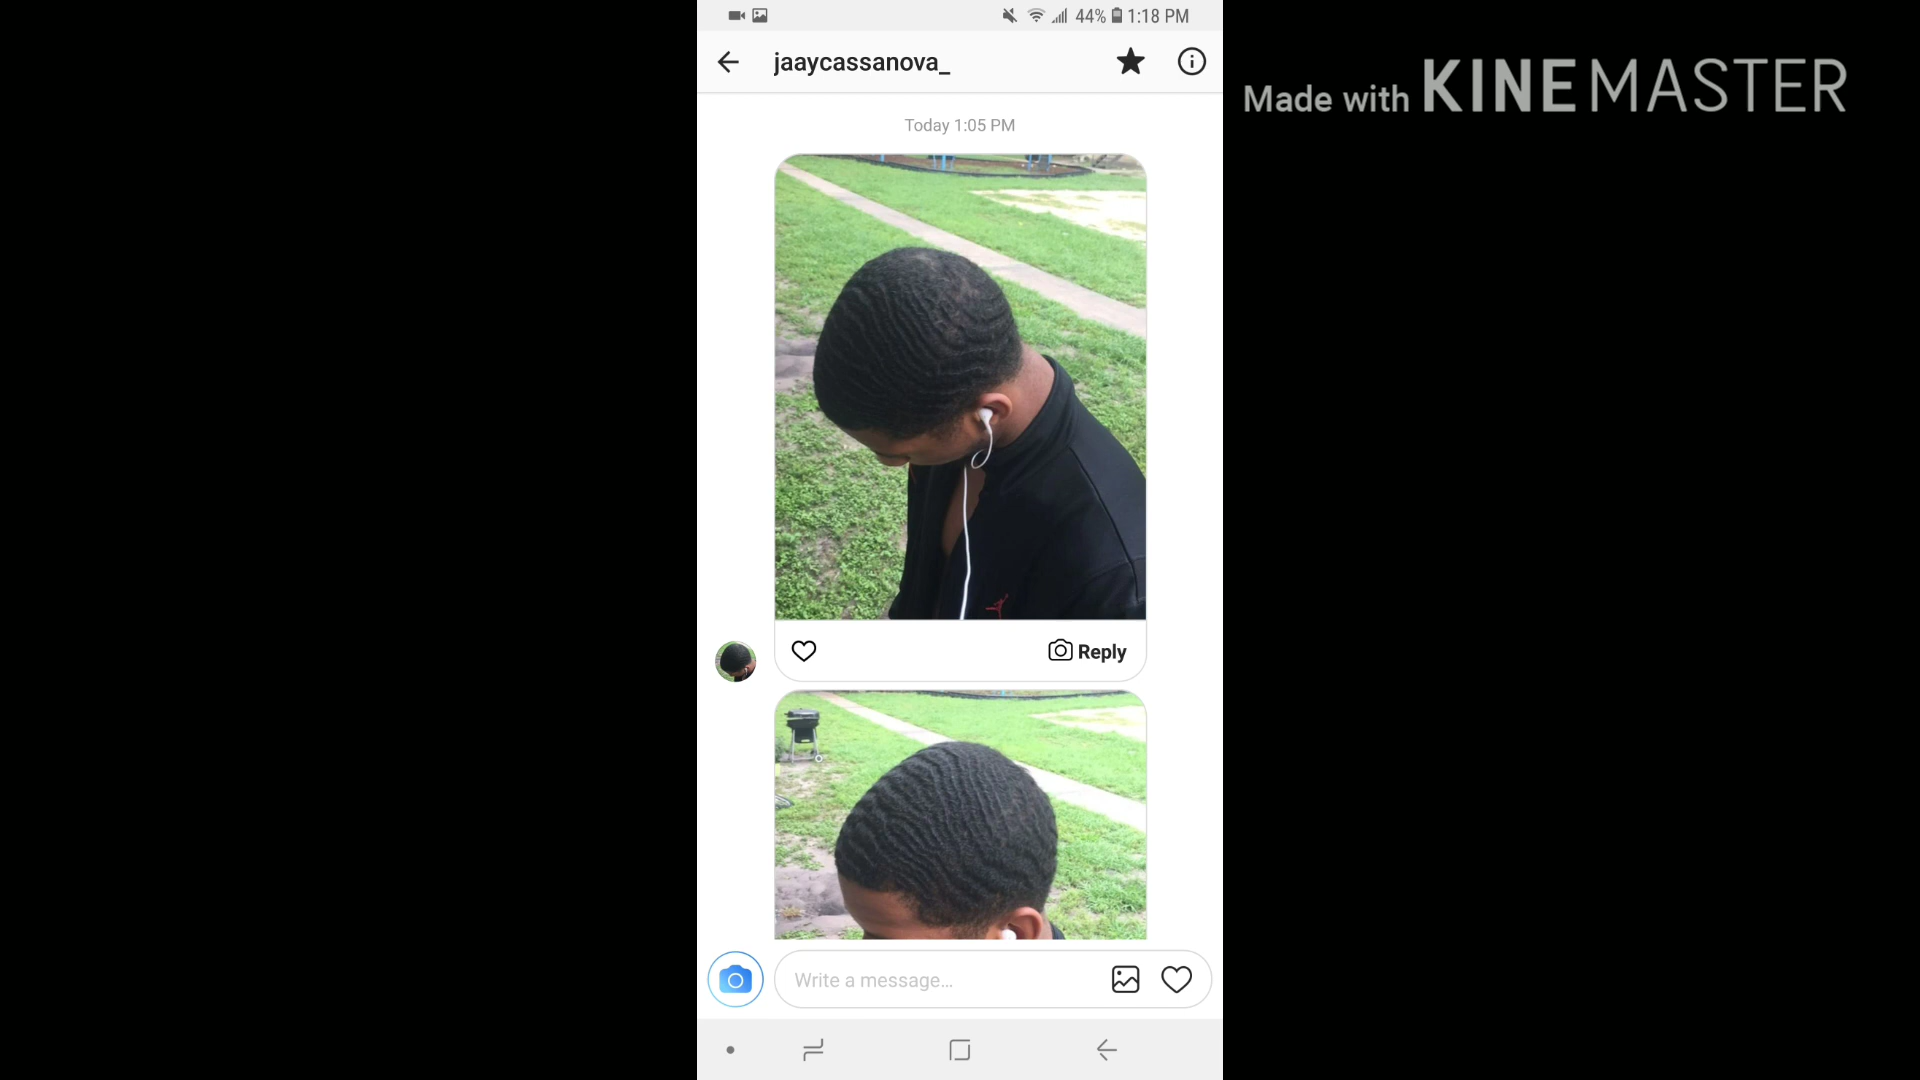 44% 1:18 PM
jaaycassanova_
Made with KINEMASTER
Today 1:05 PM
Reply
Write a message...